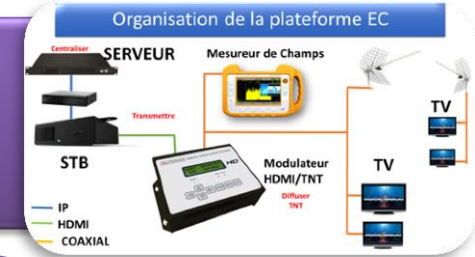 Organisation de la plateforme EC
Centraliser
SERVEUR
Mesureur de Champs
Transmettre
TV
STB
Modulateur
HDMI/TNT
TV
Diffuser
TNT
HD
IP
HDMI
COAXIAL